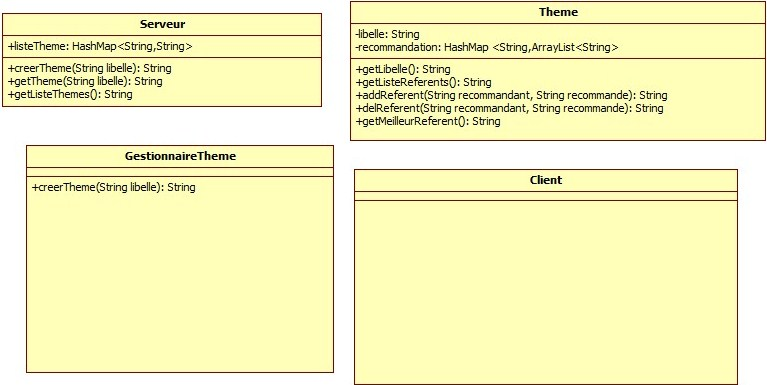 Serveur
+listeTheme: HashMap<String,String>
+creerTheme(String libelle): String
+getTheme(String libelle): String
+getListeThemes(): String
Theme
-libelle: String
-recommandation: HashMap <String,ArrayList<String>
+getLibelle(): String
+getListeReferents(): String
+addReferent(String recommandant, String recommande): String
+delReferent(String recommandant, String recommande): String
+getMeilleurReferent(): String
GestionnaireTheme
+creerTheme(String libelle): String
Client